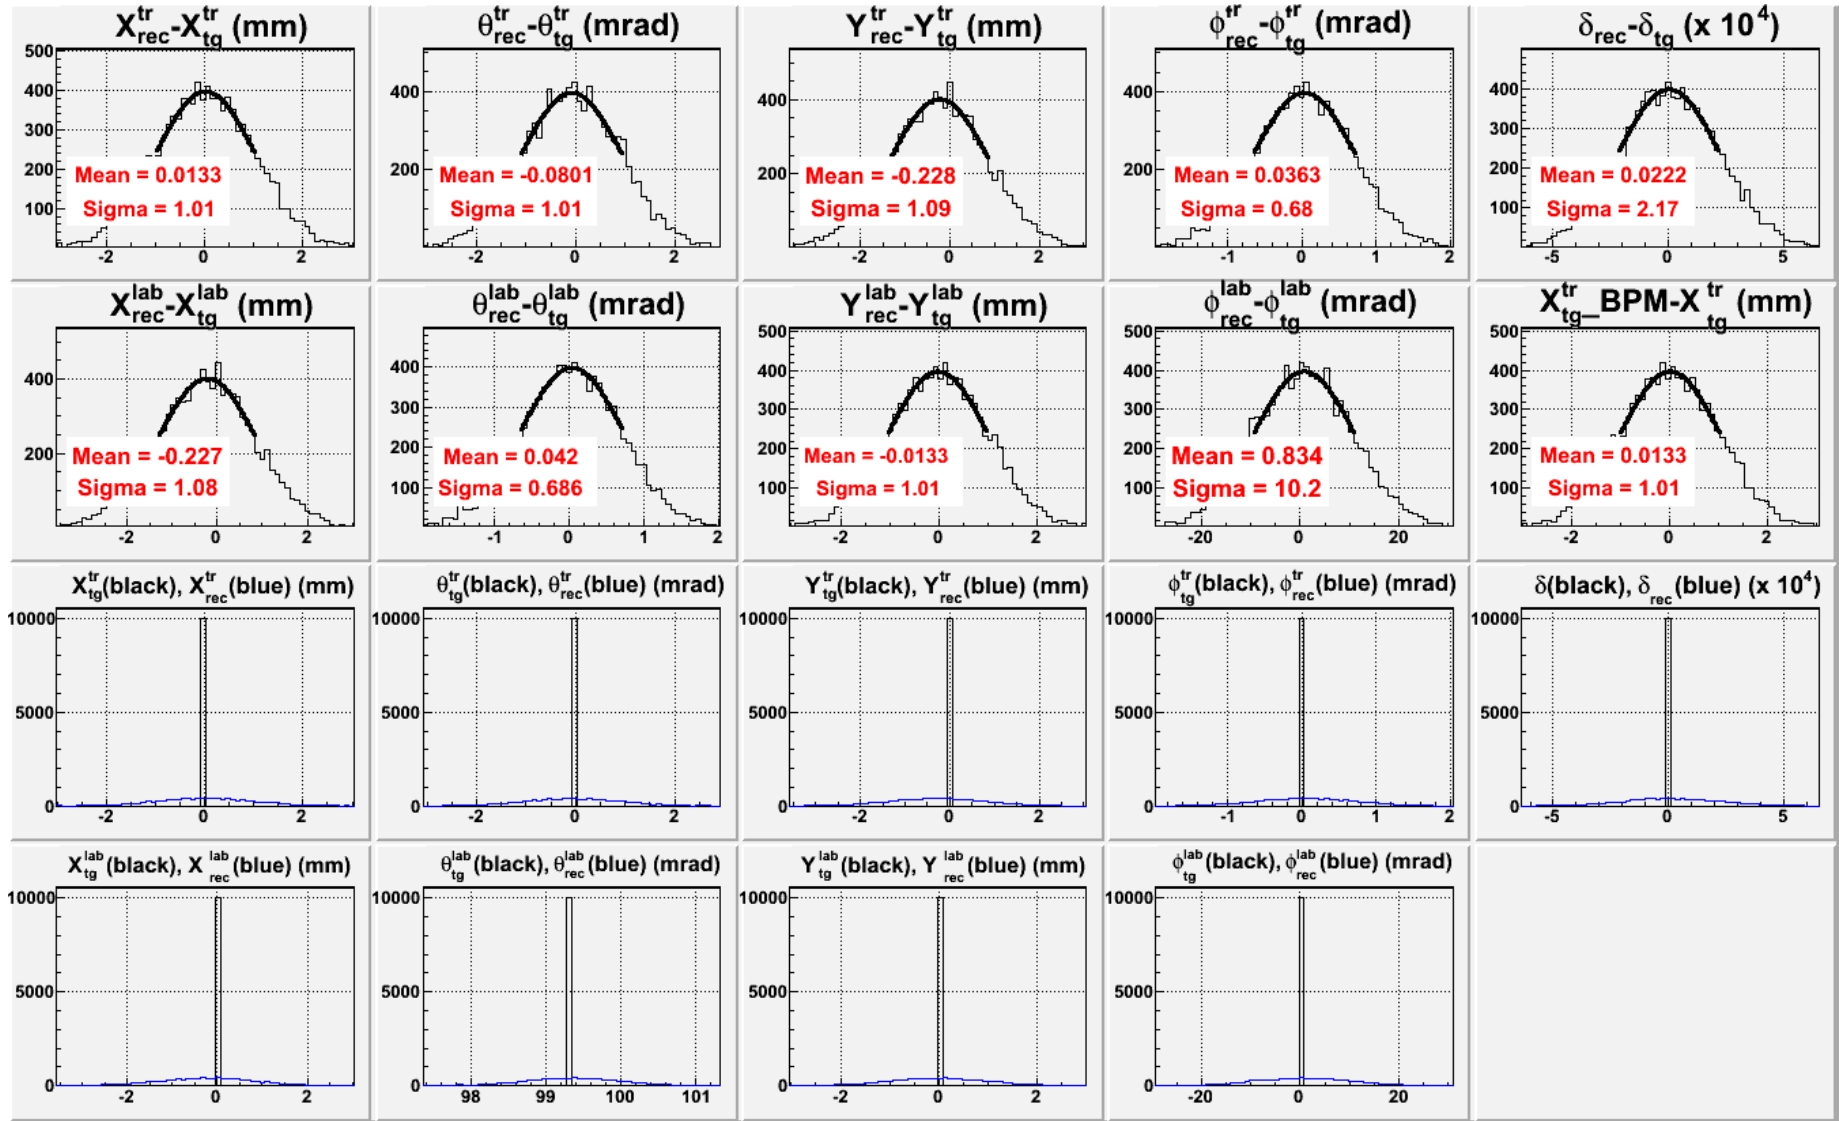 X^tr_rec-X^tr_tg (mm)
500
400
300
200
100
Mean = 0.0133
Sigma = 1.01
-2 0 2
θ^tr_rec-θ^tr_tg (mrad)
400
200
Mean = -0.0801
Sigma = 1.01
-2 0 2
Y^tr_rec-Y^tr_tg (mm)
400
200
Mean = -0.228
Sigma = 1.09
-2 0 2
ϕ^tr_rec-ϕ^tr_tg (mrad)
400
200
Mean = 0.0363
Sigma = 0.68
-1 0 1 2
δ_rec-δ_tg (x 10^4)
400
300
200
100
Mean = 0.0222
Sigma = 2.17
-5 0 5
X^lab_rec-X^lab_tg (mm)
400
200
Mean = -0.227
Sigma = 1.08
-2 0 2
θ^lab_rec-θ^lab_tg (mrad)
400
300
200
100
Mean = 0.042
Sigma = 0.686
-1 0 1 2
Y^lab_rec-Y^lab_tg (mm)
500
400
300
200
100
Mean = -0.0133
Sigma = 1.01
-2 0 2
ϕ^lab_rec-ϕ^lab_tg (mrad)
500
400
300
200
100
Mean = 0.834
Sigma = 10.2
-20 0 20
X^tr_tg_BPM-X^tr_tg (mm)
500
400
300
200
100
Mean = 0.0133
Sigma = 1.01
-2 0 2
X^tr_tg(black), X^tr_rec(blue) (mm)
10000
5000
0
-2 0 2
θ^tr_tg(black), θ^tr_rec(blue) (mrad)
10000
5000
0
-2 0 2
Y^tr_tg(black), Y^tr_rec(blue) (mm)
10000
5000
0
-2 0 2
ϕ^tr_tg(black), ϕ^tr_rec(blue) (mrad)
10000
5000
0
-1 0 1 2
δ(black), δ_rec(blue) (x 10^4)
10000
5000
0
-5 0 5
X^lab_tg(black), X^lab_rec(blue) (mm)
10000
5000
0
-2 0 2
θ^lab_tg(black), θ^lab_rec(blue) (mrad)
10000
5000
0
98 99 100 101
Y^lab_tg(black), Y^lab_rec(blue) (mm)
10000
5000
0
-2 0 2
ϕ^lab_tg(black), ϕ^lab_rec(blue) (mrad)
10000
5000
0
-20 0 20